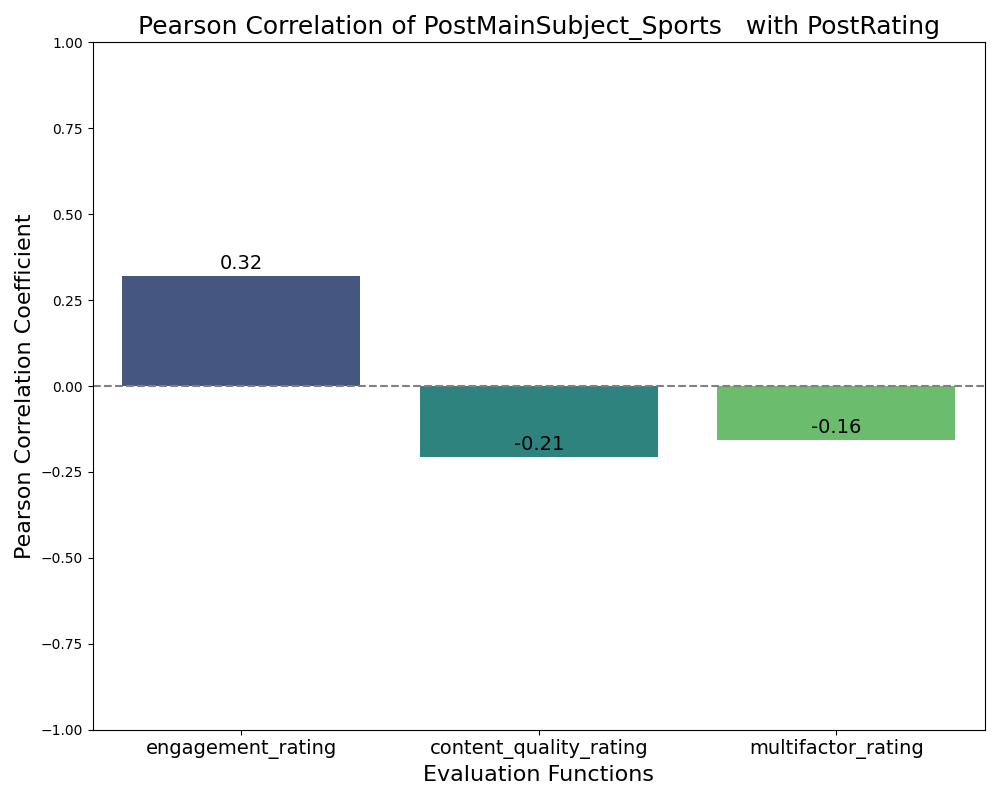 Pearson Correlation of PostMainSubject_Sports   with PostRating
Pearson Correlation Coefficient
1.00
0.75
0.50
0.25
0.00
−0.25
−0.50
−0.75
−1.00
0.32
-0.21
-0.16
engagement_rating
content_quality_rating
multifactor_rating
Evaluation Functions